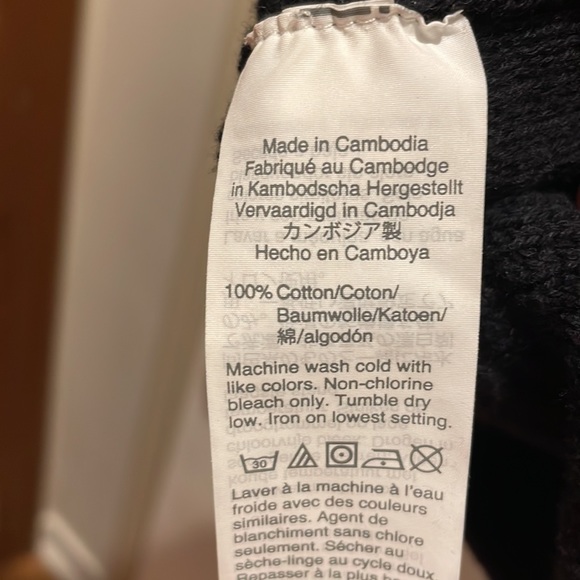 Made in Cambodia
Fabriqué au Cambodge
in Kambodscha Hergestellt
Vervaardigd in Cambodja
カンボジア製
Hecho en Camboya
100% Cotton/Coton/
Baumwolle/Katoen/
綿/algodón
Machine wash cold with
like colors. Non-chlorine
bleach only. Tumble dry
low. Iron on lowest setting.
30
Laver à la machine à l'eau
froide avec des couleurs
similaires. Agent de
blanchiment sans chlore
seulement. Sécher au
sèche-linge au cycle doux
Repasser à la plus